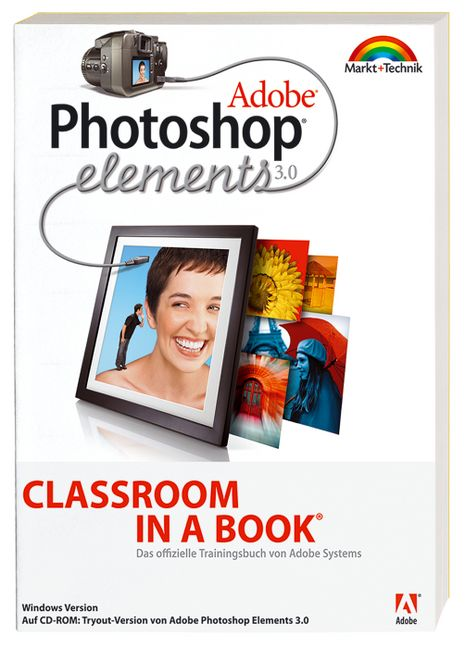 Markt+Technik
Adobe®
Photoshop®
elements 3.0
CLASSROOM
IN A BOOK®
Das offizielle Trainingsbuch von Adobe Systems
Windows Version
Auf CD-ROM: Tryout-Version von Adobe Photoshop Elements 3.0
Adobe